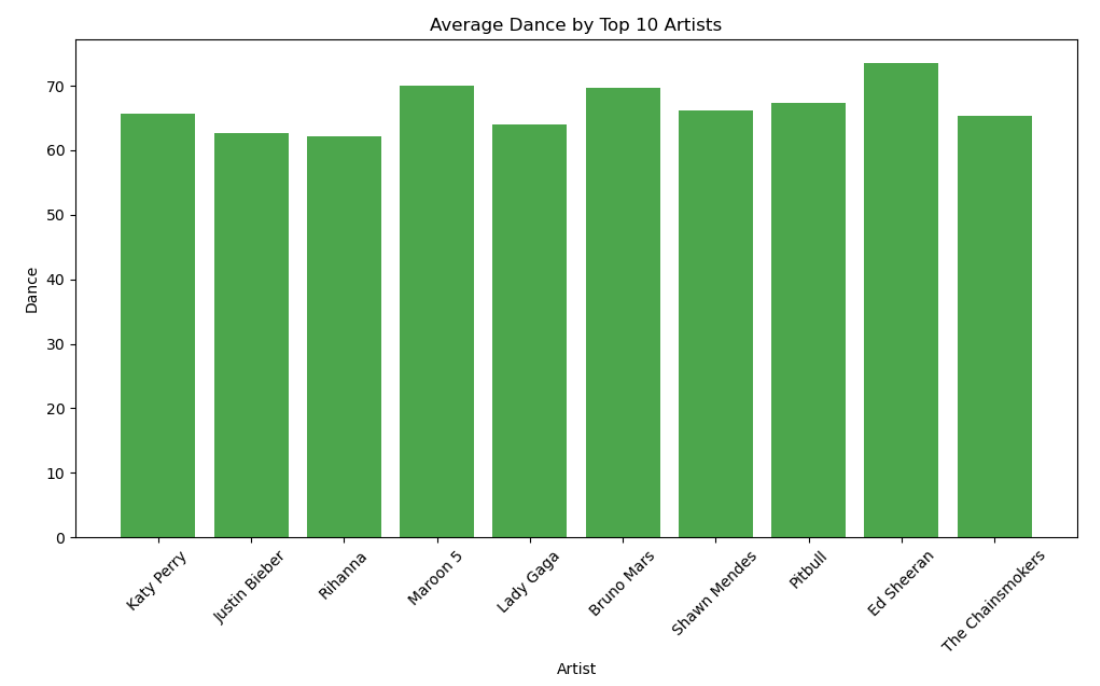 Average Dance by Top 10 Artists
70
60
50
40
30
20
10
0
Dance
Katy Perry
Justin Bieber
Rihanna
Maroon 5
Lady Gaga
Bruno Mars
Shawn Mendes
Pitbull
Ed Sheeran
The Chainsmokers
Artist